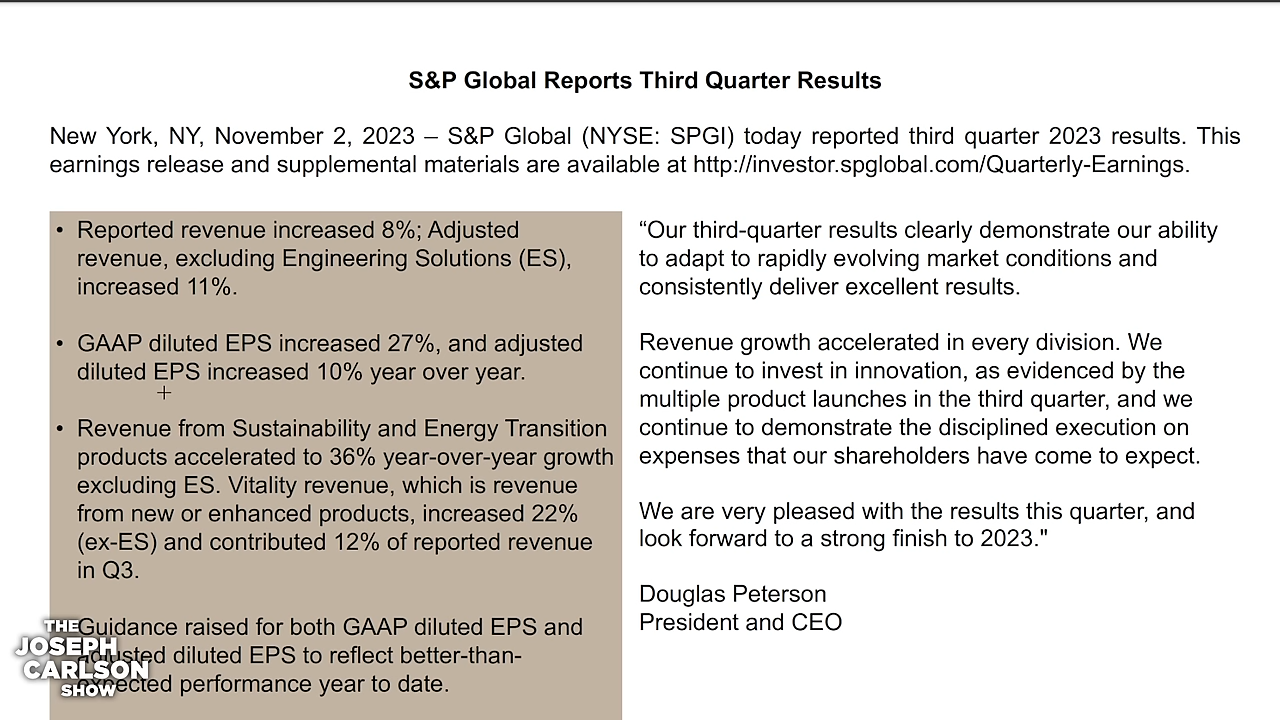 S&P Global Reports Third Quarter Results
New York, NY, November 2, 2023 – S&P Global (NYSE: SPGI) today reported third quarter 2023 results. This
earnings release and supplemental materials are available at http://investor.spglobal.com/Quarterly-Earnings.
• Reported revenue increased 8%; Adjusted
revenue, excluding Engineering Solutions (ES),
increased 11%.
• GAAP diluted EPS increased 27%, and adjusted
diluted EPS increased 10% year over year.
• Revenue from Sustainability and Energy Transition
products accelerated to 36% year-over-year growth
excluding ES. Vitality revenue, which is revenue
from new or enhanced products, increased 22%
(ex-ES) and contributed 12% of reported revenue
in Q3.
Guidance raised for both GAAP diluted EPS and
adjusted diluted EPS to reflect better-than-
expected performance year to date.
“Our third-quarter results clearly demonstrate our ability
to adapt to rapidly evolving market conditions and
consistently deliver excellent results.
Revenue growth accelerated in every division. We
continue to invest in innovation, as evidenced by the
multiple product launches in the third quarter, and we
continue to demonstrate the disciplined execution on
expenses that our shareholders have come to expect.
We are very pleased with the results this quarter, and
look forward to a strong finish to 2023."
Douglas Peterson
President and CEO
THE
JOSEPH
CARLSON
SHOW